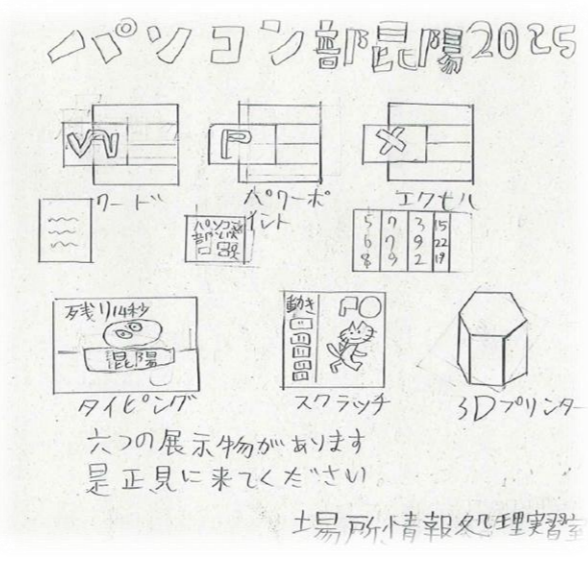 パソコン部昆陽2025
W P X
ワード パワーポイント エクセル
パソコン
部
5 7 3 15
6 7 9 22
8 9 2 19
残り14秒
混陽
動き
タイピング スクラッチ 3Dプリンター
六つの展示物があります
是正見に来てください
場所情報処理実習室